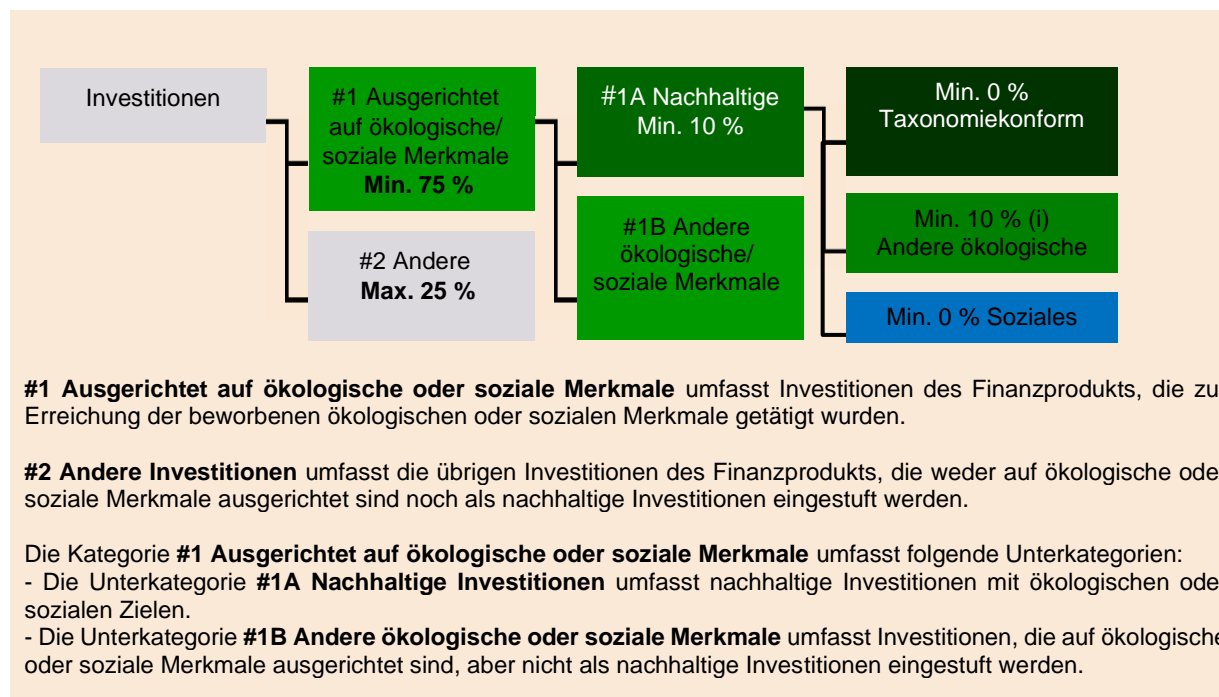 Investitionen
#1 Ausgerichtet
auf ökologische/
soziale Merkmale
Min. 75 %
#2 Andere
Max. 25 %
#1A Nachhaltige
Min. 10 %
#1B Andere
ökologische/
soziale Merkmale
Min. 0 %
Taxonomiekonform
Min. 10 % (i)
Andere ökologische
Min. 0 % Soziales
#1 Ausgerichtet auf ökologische oder soziale Merkmale umfasst Investitionen des Finanzprodukts, die zu
Erreichung der beworbenen ökologischen oder sozialen Merkmale getätigt wurden.
#2 Andere Investitionen umfasst die übrigen Investitionen des Finanzprodukts, die weder auf ökologische ode
soziale Merkmale ausgerichtet sind noch als nachhaltige Investitionen eingestuft werden.
Die Kategorie #1 Ausgerichtet auf ökologische oder soziale Merkmale umfasst folgende Unterkategorien:
- Die Unterkategorie #1A Nachhaltige Investitionen umfasst nachhaltige Investitionen mit ökologischen ode
sozialen Zielen.
- Die Unterkategorie #1B Andere ökologische oder soziale Merkmale umfasst Investitionen, die auf ökologische
oder soziale Merkmale ausgerichtet sind, aber nicht als nachhaltige Investitionen eingestuft werden.